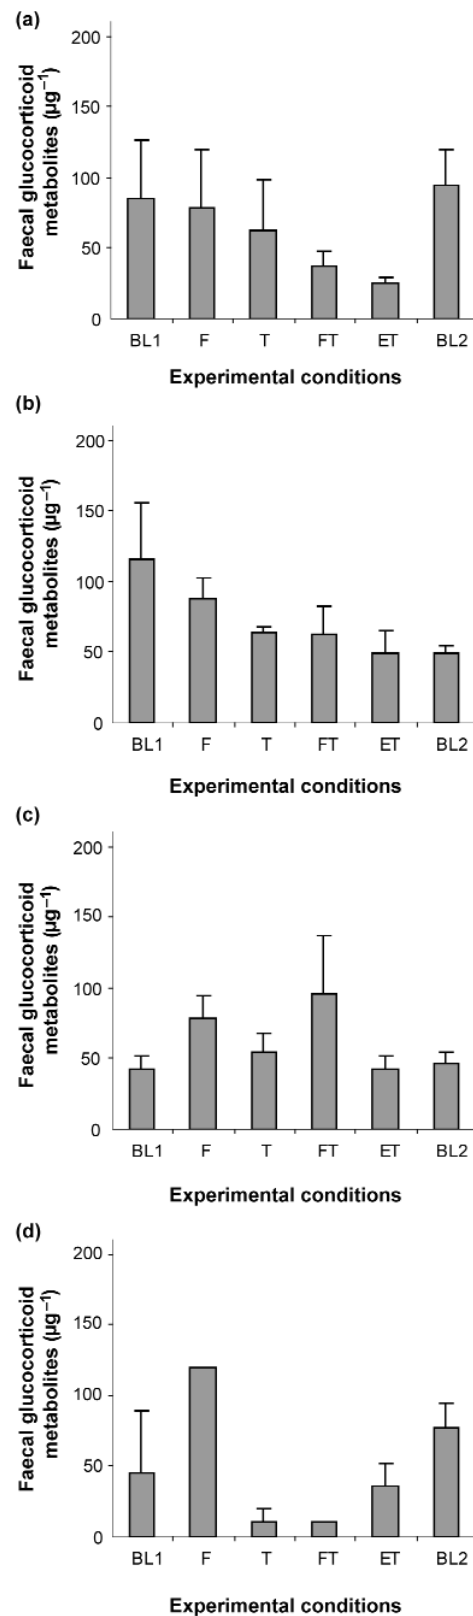 (a)
Faecal glucocorticoid
metabolites (µg⁻¹)
200
150
100
50
0
BL1 F T FT ET BL2
Experimental conditions
(b)
Faecal glucocorticoid
metabolites (µg⁻¹)
200
150
100
50
0
BL1 F T FT ET BL2
Experimental conditions
(c)
Faecal glucocorticoid
metabolites (µg⁻¹)
200
150
100
50
0
BL1 F T FT ET BL2
Experimental conditions
(d)
Faecal glucocorticoid
metabolites (µg⁻¹)
200
150
100
50
0
BL1 F T FT ET BL2
Experimental conditions